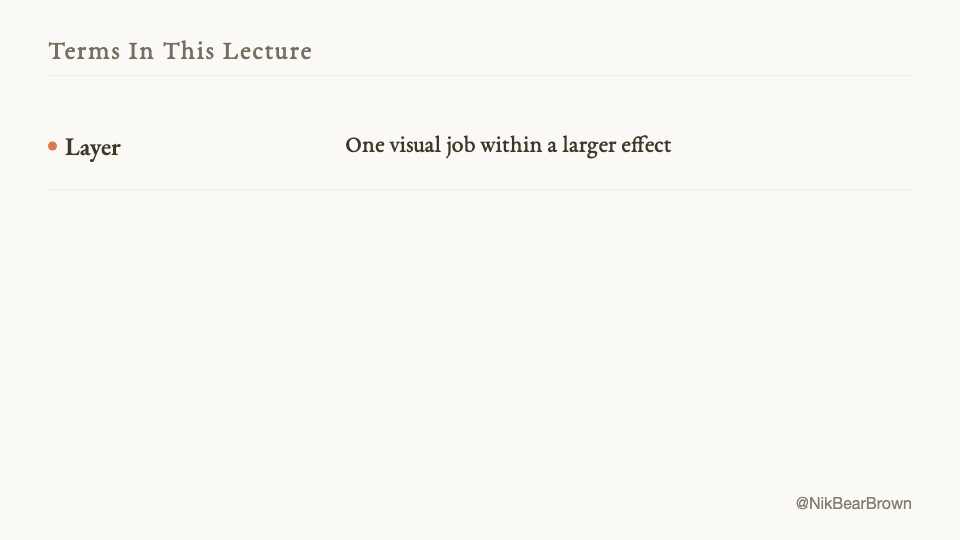 Terms In This Lecture
Layer
One visual job within a larger effect
@NikBearBrown